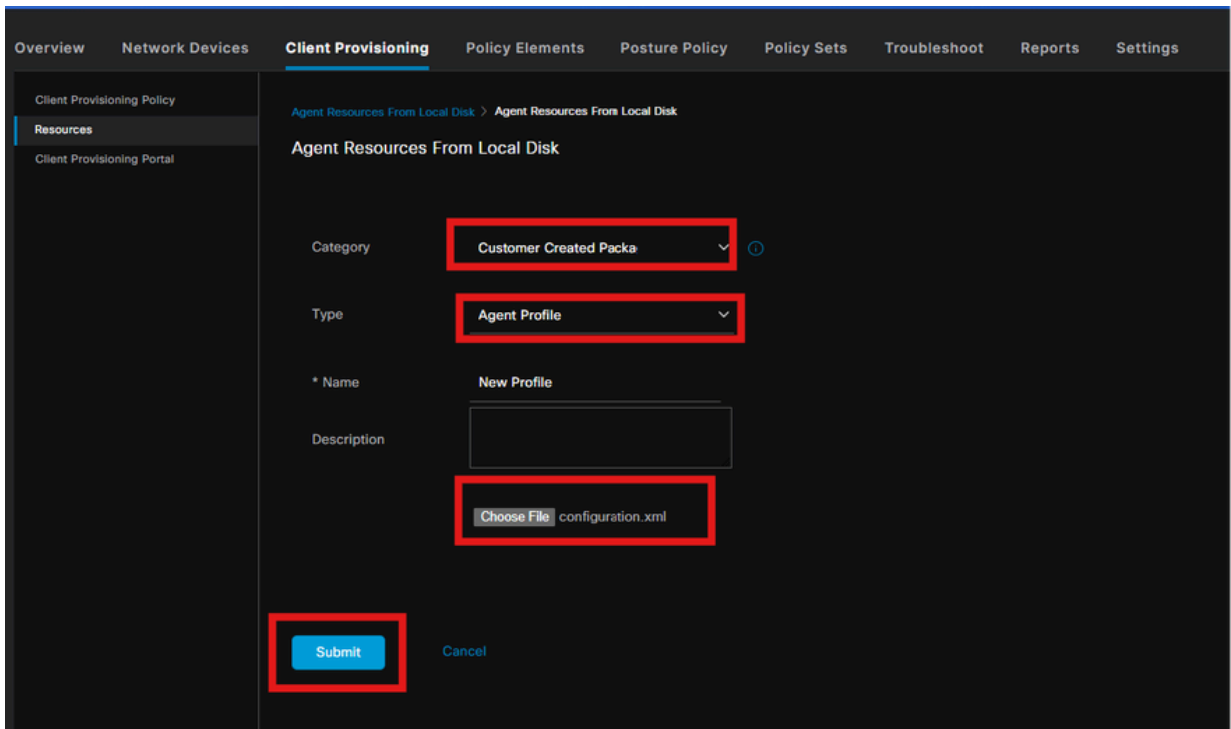 Overview Network Devices Client Provisioning Policy Elements Posture Policy Policy Sets Troubleshoot Reports Settings
Client Provisioning Policy
Resources
Client Provisioning Portal
Agent Resources From Local Disk > Agent Resources From Local Disk
Agent Resources From Local Disk
Category Customer Created Packa
Type Agent Profile
* Name New Profile
Description
Choose File configuration.xml
Submit Cancel